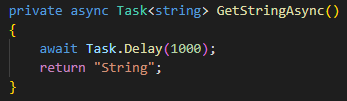 private async Task<string> GetStringAsync()
{
    await Task.Delay(1000);
    return "String";
}